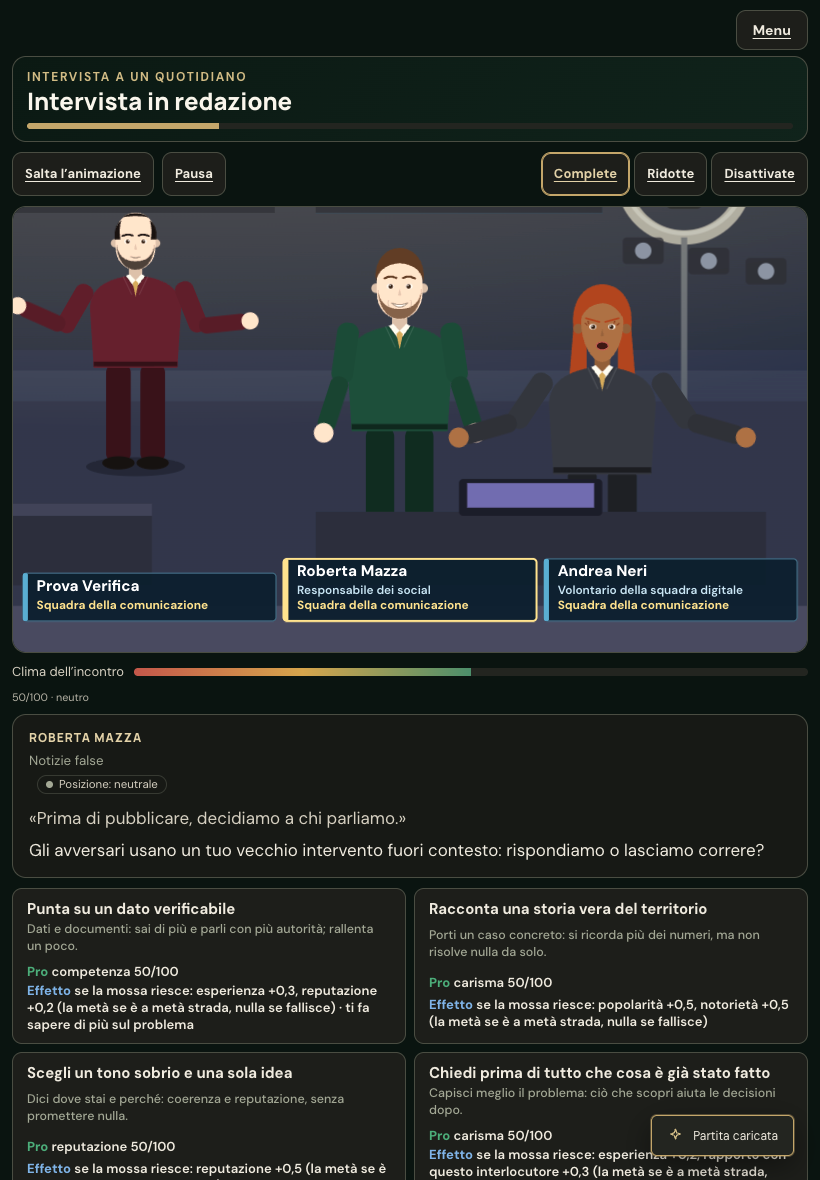 Menu
INTERVISTA A UN QUOTIDIANO
Intervista in redazione
Salta l’animazione
Pausa
Complete
Ridotte
Disattivate
Prova Verifica
Squadra della comunicazione
Roberta Mazza
Responsabile dei social
Squadra della comunicazione
Andrea Neri
Volontario della squadra digitale
Squadra della comunicazione
Clima dell’incontro
50/100 · neutro
ROBERTA MAZZA
Notizie false
Posizione: neutrale
«Prima di pubblicare, decidiamo a chi parliamo.»
Gli avversari usano un tuo vecchio intervento fuori contesto: rispondiamo o lasciamo correre?
Punta su un dato verificabile
Dati e documenti: sai di più e parli con più autorità; rallenta
un poco.
Pro competenza 50/100
Effetto se la mossa riesce: esperienza +0,3, reputazione
+0,2 (la metà se è a metà strada, nulla se fallisce) · ti fa
sapere di più sul problema
Racconta una storia vera del territorio
Porti un caso concreto: si ricorda più dei numeri, ma non
risolve nulla da solo.
Pro carisma 50/100
Effetto se la mossa riesce: popolarità +0,5, notorietà +0,5
(la metà se è a metà strada, nulla se fallisce)
Scegli un tono sobrio e una sola idea
Dici dove stai e perché: coerenza e reputazione, senza
promettere nulla.
Pro reputazione 50/100
Effetto se la mossa riesce: reputazione +0,5 (la metà se è
Chiedi prima di tutto che cosa è già stato fatto
Capisci meglio il problema: ciò che scopri aiuta le decisioni
dopo.
Pro carisma 50/100
Effetto se la mossa riesce:
questo interlocutore +0,3 (la metà se è a metà strada,
Partita caricata